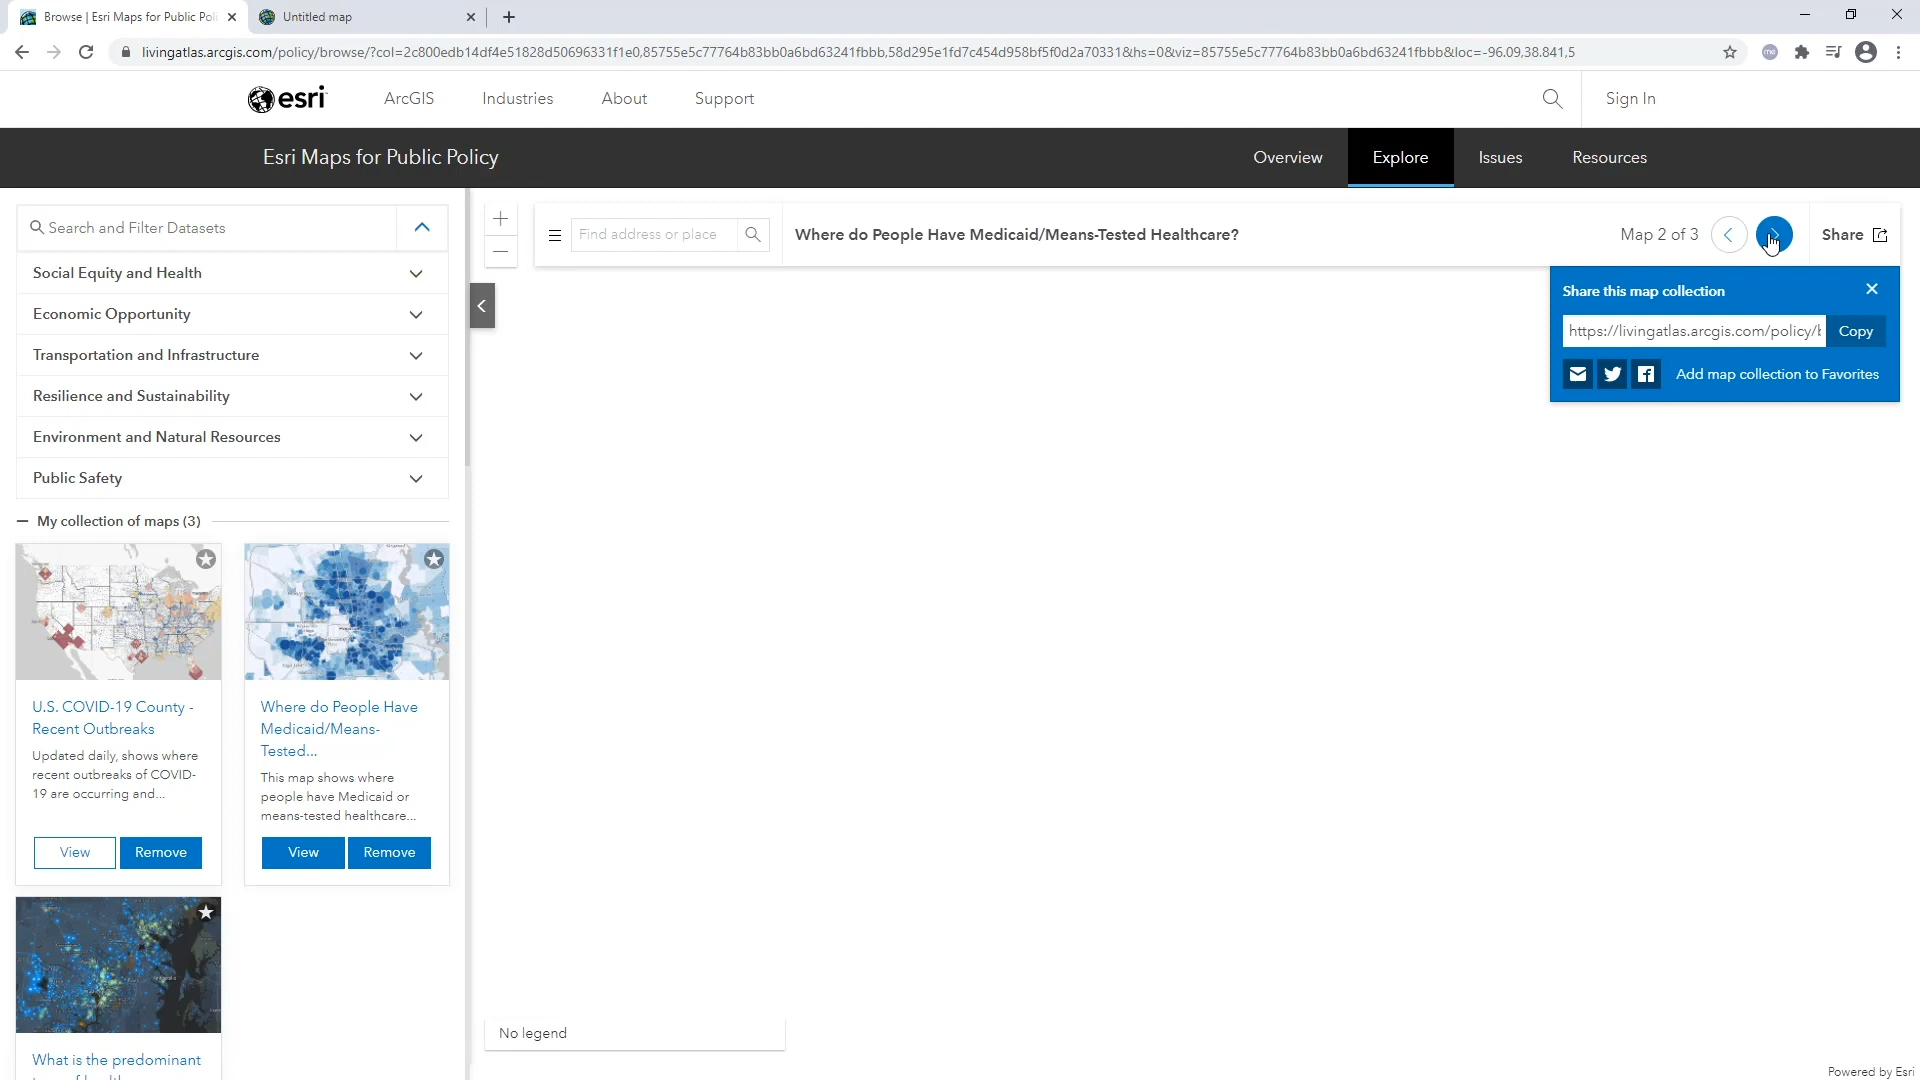 Browse | Esri Maps for Public Poli
Untitled map
livingatlas.arcgis.com/policy/browse/?col=2c800edb14df4e51828d50696331f1e0,85755e5c77764b83bb0a6bd63241fbbb,58d295e1fd7c454d958bf5f0d2a70331&hs=0&viz=85755e5c77764b83bb0a6bd63241fbbb&loc=-96.09,38.841,5
esri
ArcGIS
Industries
About
Support
Sign In
Esri Maps for Public Policy
Overview
Explore
Issues
Resources
Search and Filter Datasets
Social Equity and Health
Economic Opportunity
Transportation and Infrastructure
Resilience and Sustainability
Environment and Natural Resources
Public Safety
Find address or place
Where do People Have Medicaid/Means-Tested Healthcare?
Map 2 of 3
Share
Share this map collection
https://livingatlas.arcgis.com/policy/b
Copy
Add map collection to Favorites
My collection of maps (3)
U.S. COVID-19 County -
Recent Outbreaks
Updated daily, shows where
recent outbreaks of COVID-
19 are occurring and...
View
Remove
Where do People Have
Medicaid/Means-
Tested...
This map shows where
people have Medicaid or
means-tested healthcare...
View
Remove
What is the predominant
No legend
Powered by Esri